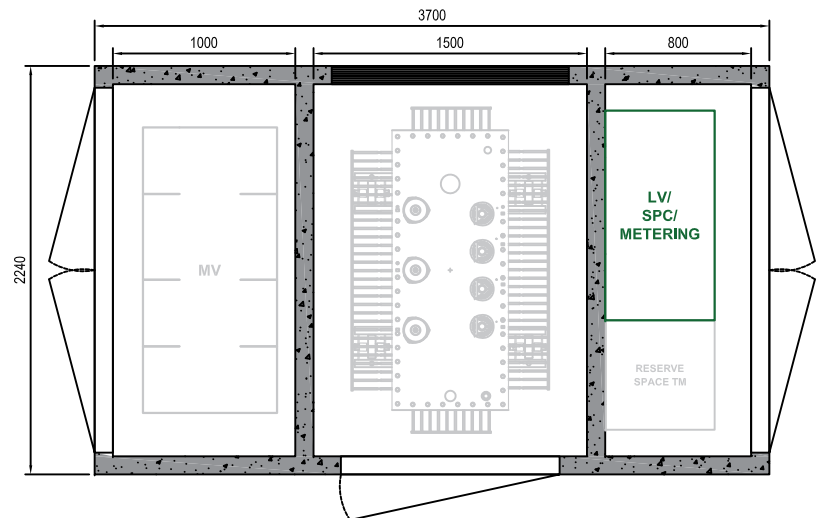 3700
1000
1500
800
2240
MV
LV/
SPC/
METERING
RESERVE
SPACE TM